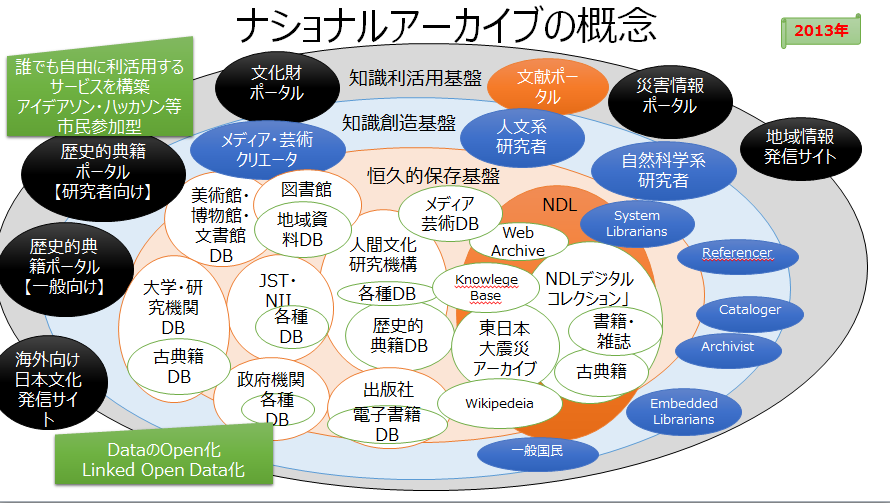 ナショナルアーカイブの概念
2013年
誰でも自由に利活用する
サービスを構築
アイデアソン・ハッカソン等
市民参加型
文化財
ポータル
知識利活用基盤
文献ポー
タル
災害情報
ポータル
地域情報
発信サイト
知識創造基盤
メディア・芸術
クリエータ
人文系
研究者
自然科学系
研究者
歴史的典籍
ポータル
【研究者向け】
恒久的保存基盤
美術館・
博物館・
文書館
DB
図書館
地域資
料DB
メディア
芸術DB
NDL
System
Librarians
歴史的典
籍ポータル
【一般向け】
人間文化
研究機構
各種DB
歴史的
典籍DB
Web
Archive
Referencer
大学・研
究機関
DB
古典籍
DB
JST・
NII
各種
DB
Knowlege
Base
NDLデジタル
コレクション」
書籍・
雑誌
古典籍
Cataloger
Archivist
東日本
大震災
アーカイブ
海外向け
日本文化
発信サイ
ト
政府機関
各種
DB
出版社
電子書籍
DB
Wikipedeia
Embedded
Librarians
一般国民
DataのOpen化
Linked Open Data化